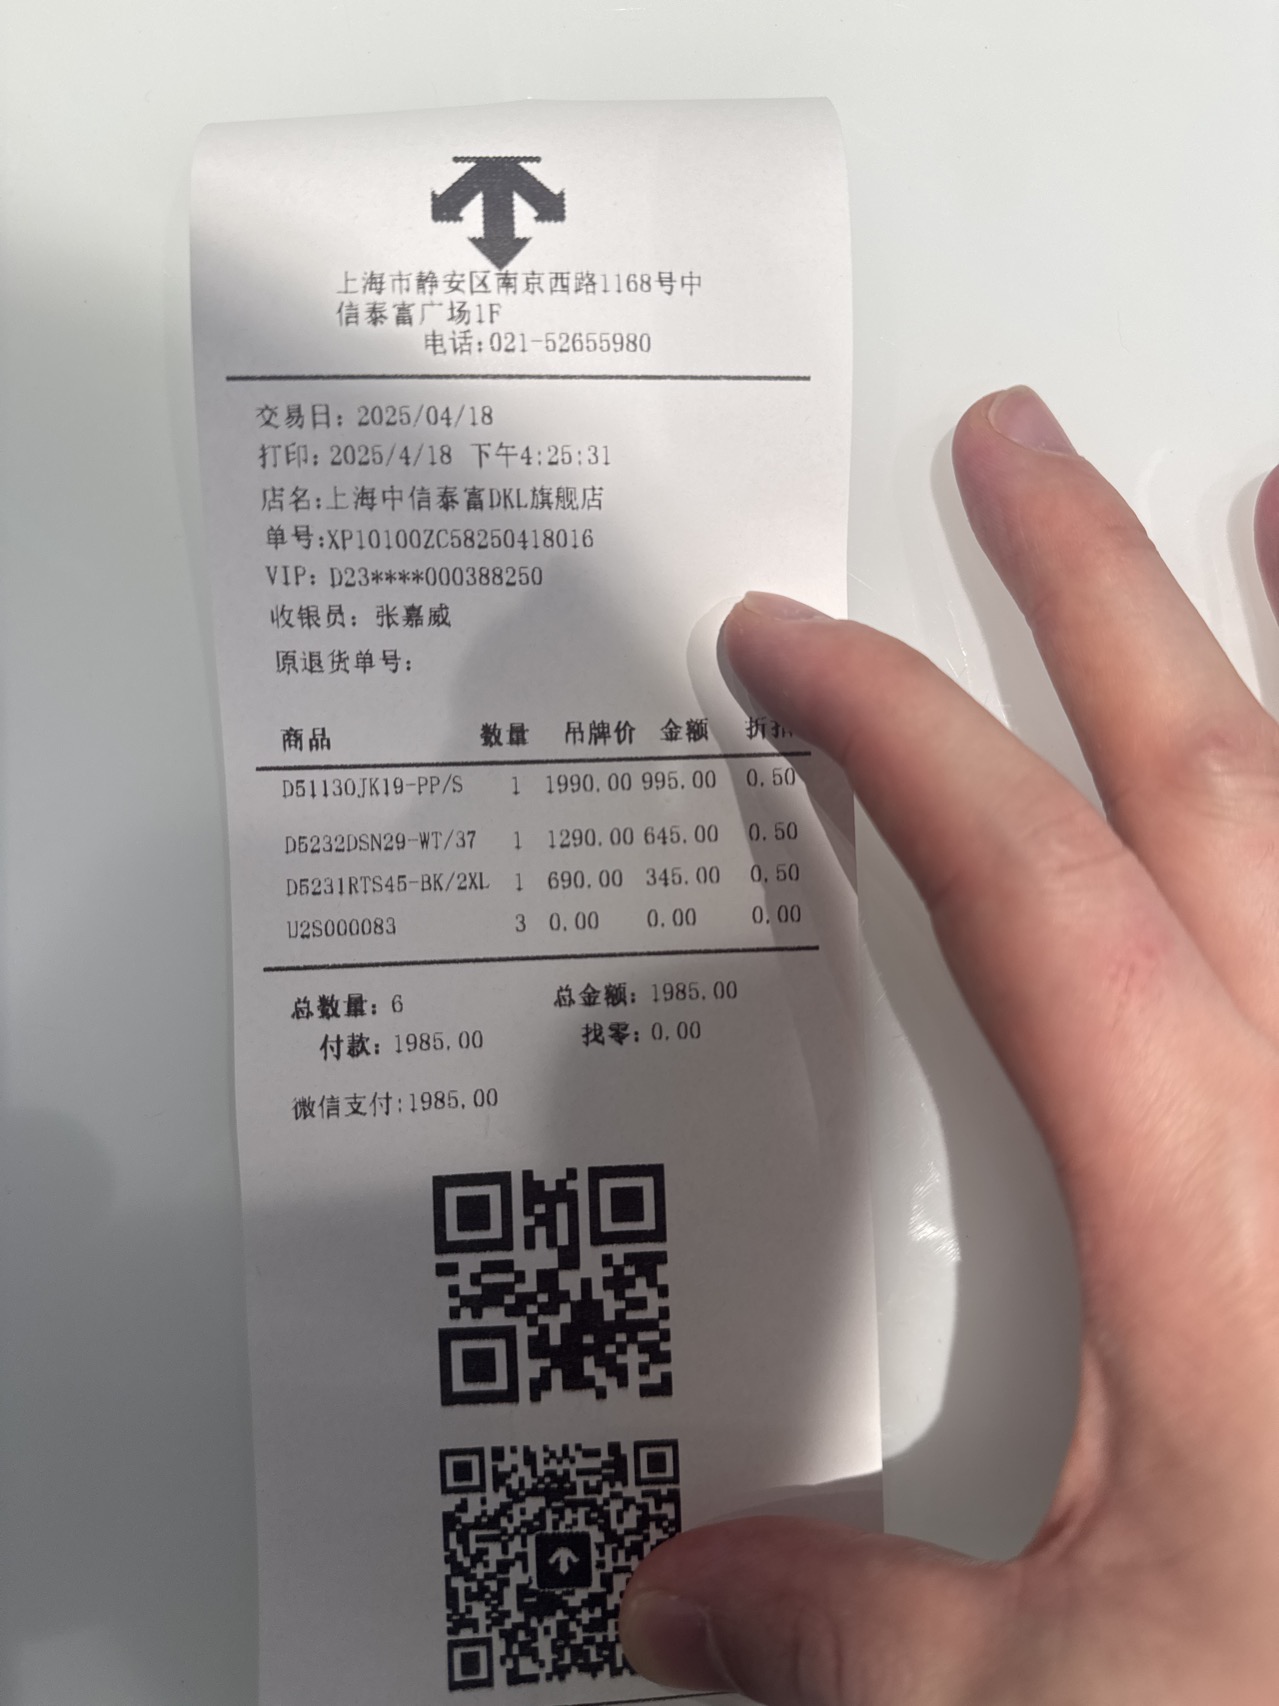 上海市静安区南京西路1168号中
信泰富广场1F
电话:021-52655980
交易日: 2025/04/18
打印: 2025/4/18 下午4:25:31
店名:上海中信泰富DKL旗舰店
单号:XP10100ZC58250418016
VIP: D23****000388250
收银员: 张嘉威
原退货单号:
商品 数量 吊牌价 金额 折扣
D51130JK19-PP/S 1 1990.00 995.00 0.50
D5232DSN29-WT/37 1 1290.00 645.00 0.50
D5231RTS45-BK/2XL 1 690.00 345.00 0.50
U2S000083 3 0.00 0.00 0.00
总数量: 6 总金额: 1985.00
付款: 1985.00 找零: 0.00
微信支付:1985.00